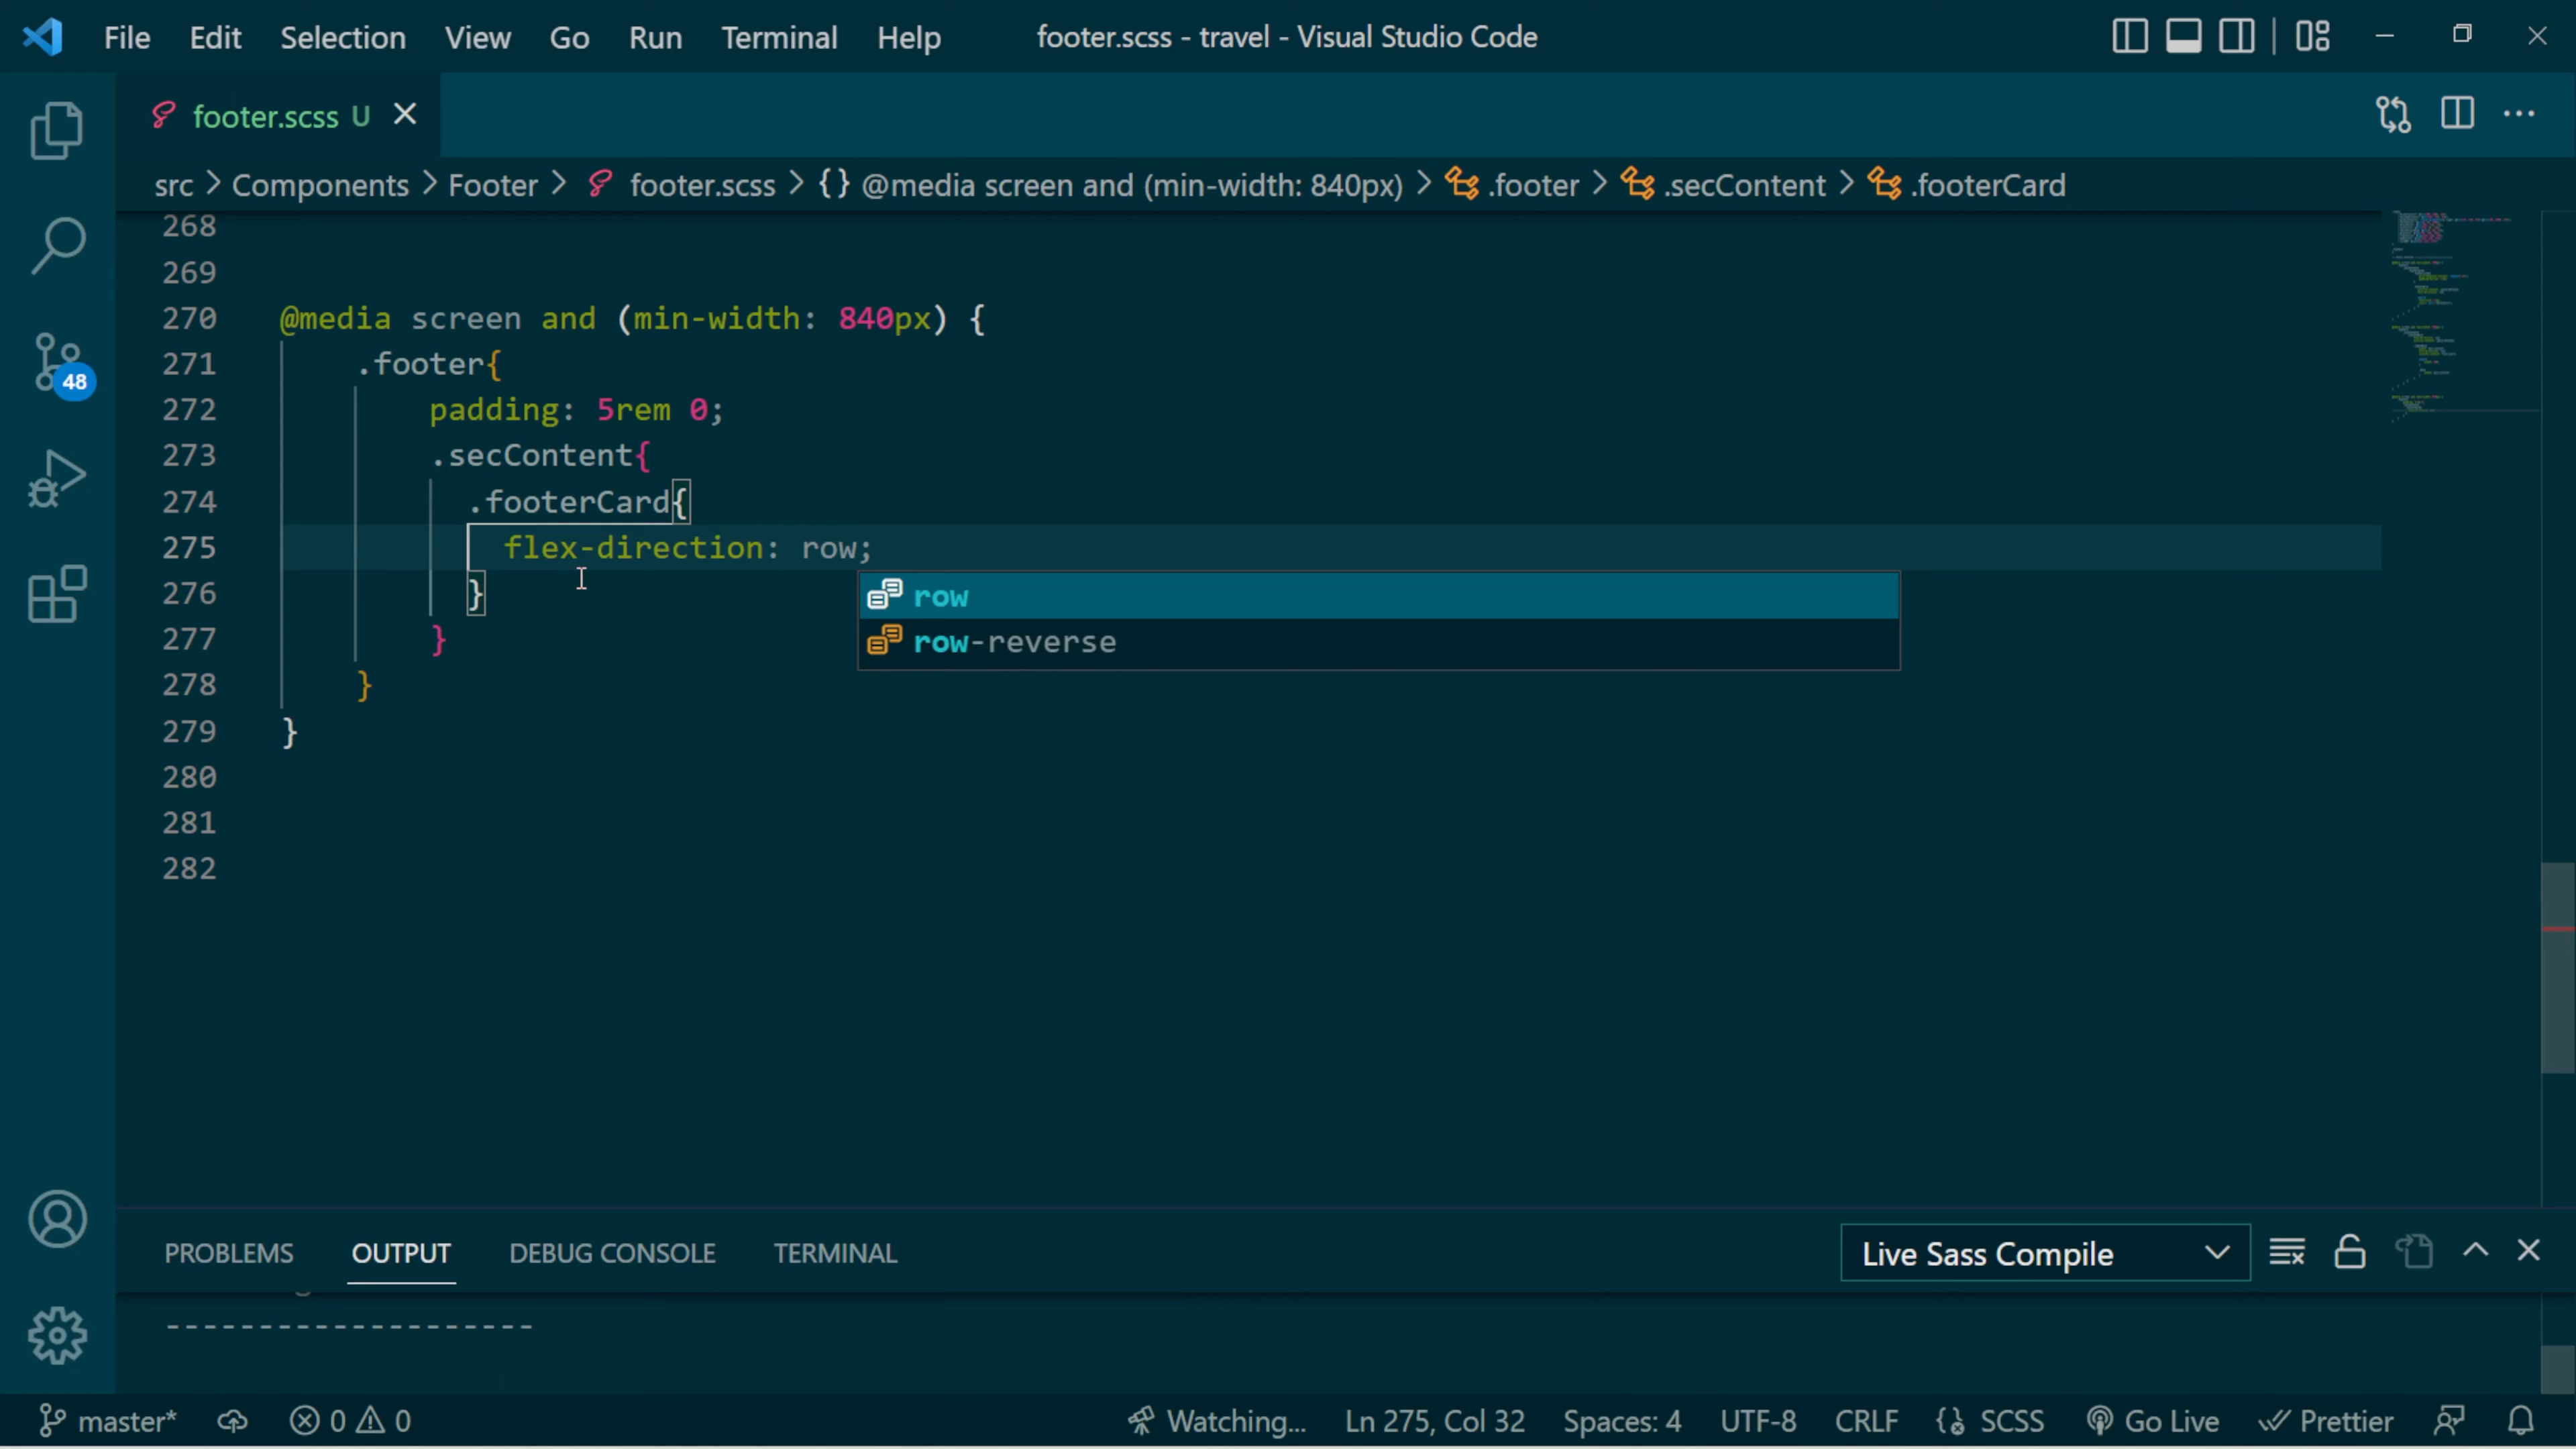 File Edit Selection View Go Run Terminal Help footer.scss - travel - Visual Studio Code
footer.scss U
src > Components > Footer > footer.scss > {} @media screen and (min-width: 840px) > .footer > .secContent > .footerCard
268
269
270 @media screen and (min-width: 840px) {
271 .footer{
272 padding: 5rem 0;
273 .secContent{
274 .footerCard{
275 flex-direction: row;
276 }
row
277 }
row-reverse
278 }
279 }
280
281
282
48
PROBLEMS OUTPUT DEBUG CONSOLE TERMINAL Live Sass Compile
--------------------
master* 0 0 Watching... Ln 275, Col 32 Spaces: 4 UTF-8 CRLF {} SCSS Go Live Prettier